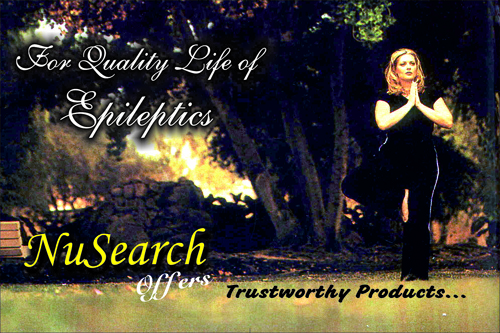 For Quality Life of
Epileptics
NuSearch
Offers
Trustworthy Products...